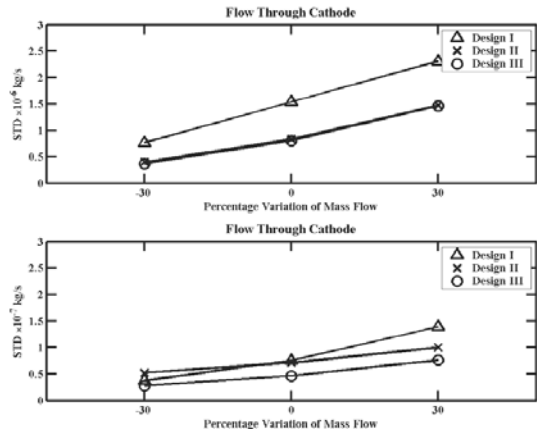 Flow Through Cathode
3
2.5
2
1.5
1
0.5
0
STD ×10⁻⁶ kg/s
Design I
Design II
Design III
-30
0
30
Percentage Variation of Mass Flow
Flow Through Cathode
3
2.5
2
1.5
1
0.5
0
STD ×10⁻⁷ kg/s
Design I
Design II
Design III
-30
0
30
Percentage Variation of Mass Flow